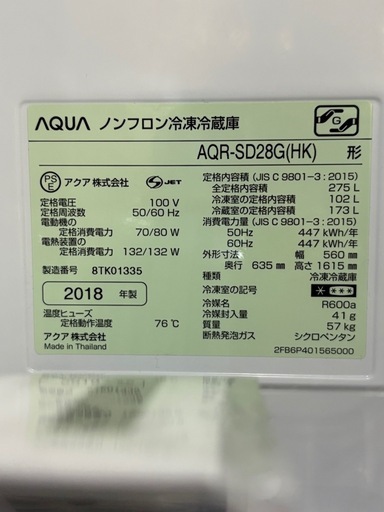 AQUA ノンフロン冷凍冷蔵庫
G
AQR-SD28G(HK) 形
PS E アクア株式会社 S JET
定格電圧 100 V
定格周波数 50/60 Hz
電動機の
定格消費電力 70/80 W
電熱装置の
定格消費電力 132/132 W
製造番号 8TK01335
2018 年製
温度ヒューズ
定格動作温度 76℃
アクア株式会社
Made in Thailand
定格内容積 (JIS C 9801-3 : 2015)
全定格内容積 275 L
冷凍室の定格内容積 102 L
冷蔵室の定格内容積 173 L
消費電力量 (JIS C 9801-3 : 2015)
50Hz 447 kWh/年
60Hz 447 kWh/年
外形寸法 幅 560 mm
奥行 635 mm 高さ 1615 mm
種類 冷凍冷蔵庫
冷凍室の記号 * ***
冷媒 R600a
冷媒封入量 41 g
質量 57 kg
断熱発泡ガス シクロペンタン
2FB6P401565000